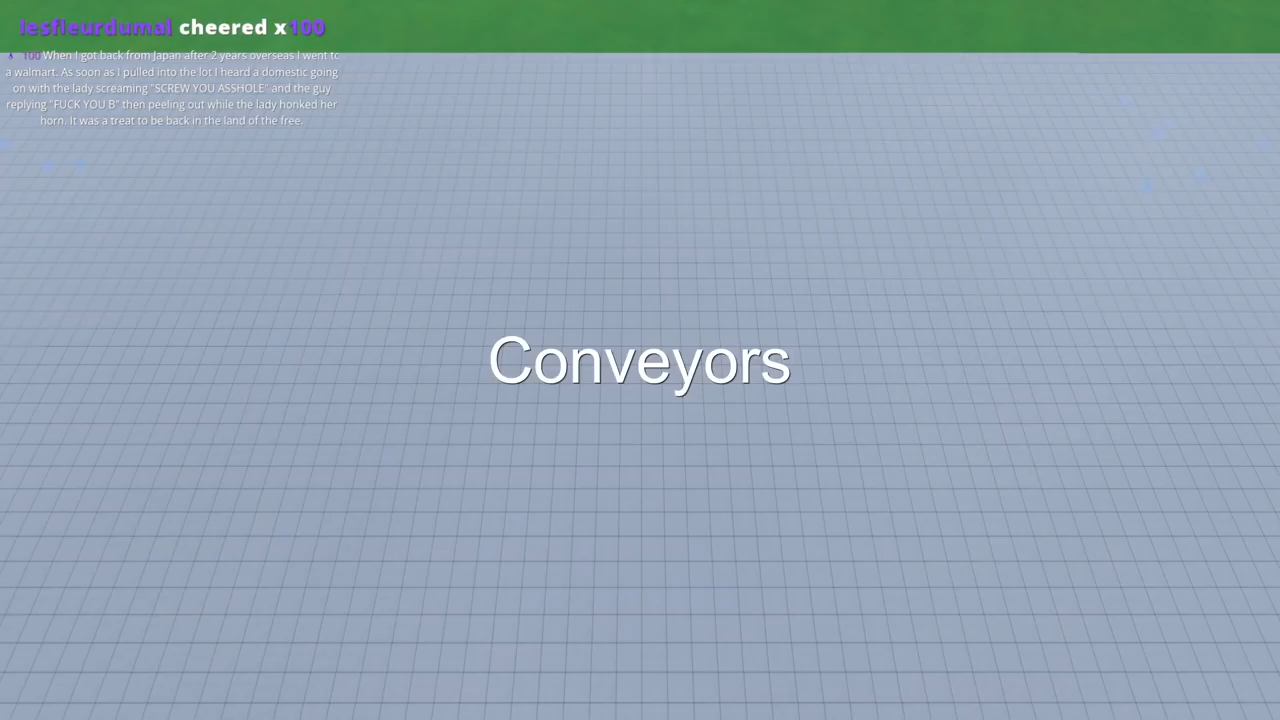 lesfleurdumal cheered x100
100 When I got back from Japan after 2 years overseas I went to
a walmart. As soon as I pulled into the lot I heard a domestic going
on with the lady screaming "SCREW YOU ASSHOLE" and the guy
replying "FUCK YOU B" then peeling out while the lady honked her
horn. It was a treat to be back in the land of the free.
Conveyors